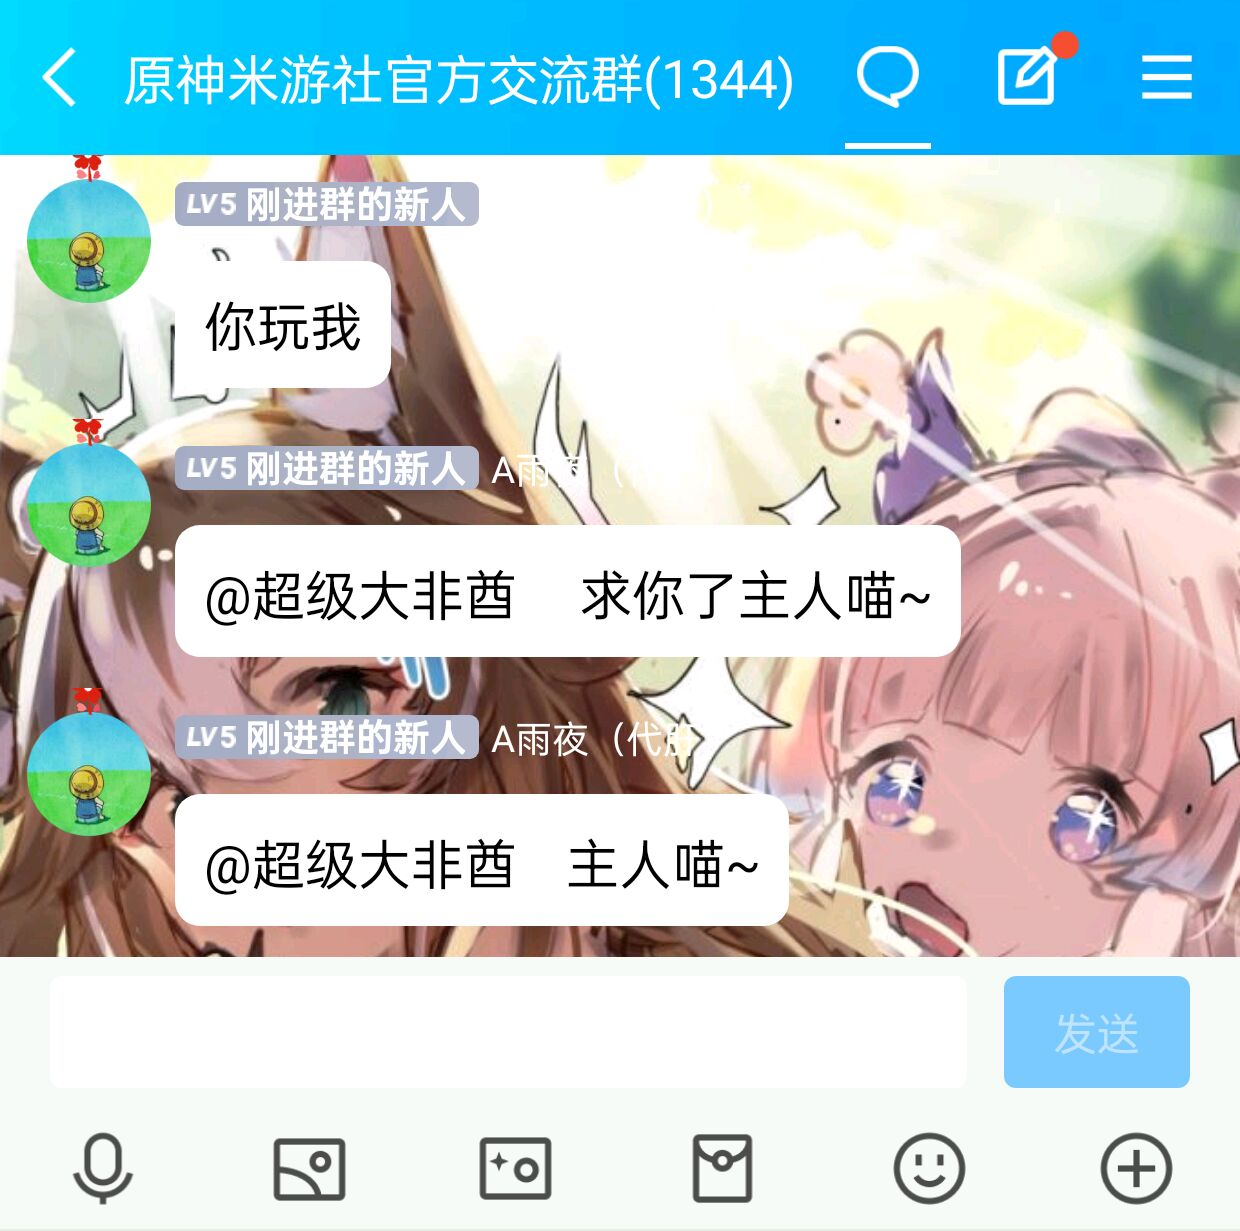 原神米游社官方交流群(1344)
LV5 刚进群的新人
你玩我
LV5 刚进群的新人 A雨夜
@超级大非酋 求你了主人喵~
LV5 刚进群的新人 A雨夜（代肝
@超级大非酋 主人喵~
发送